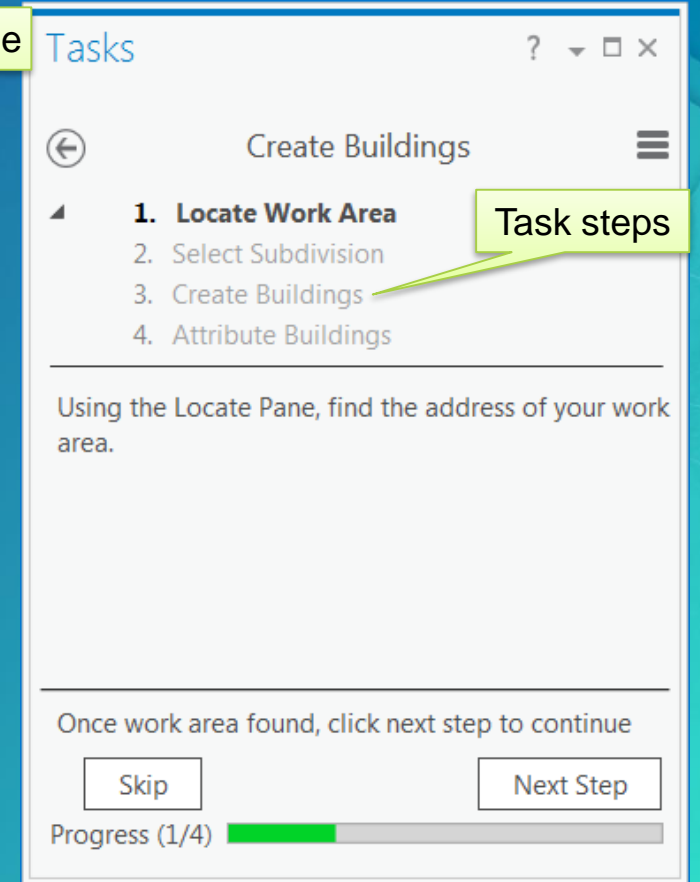 e
Tasks
?
Create Buildings
1. Locate Work Area
Task steps
2. Select Subdivision
3. Create Buildings
4. Attribute Buildings
Using the Locate Pane, find the address of your work
area.
Once work area found, click next step to continue
Skip
Next Step
Progress (1/4)